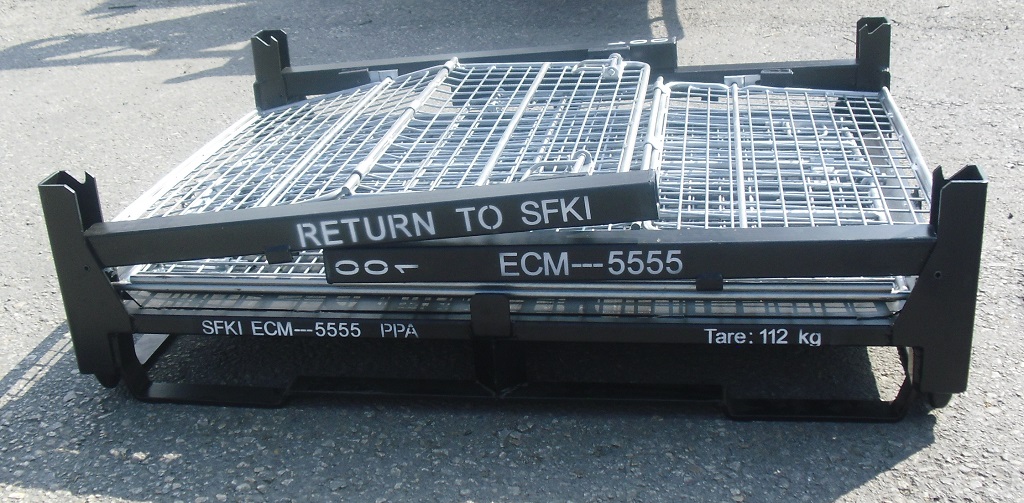 RETURN TO SFKI
001
ECM---5555
SFKI ECM---5555 PPA
Tare: 112 kg